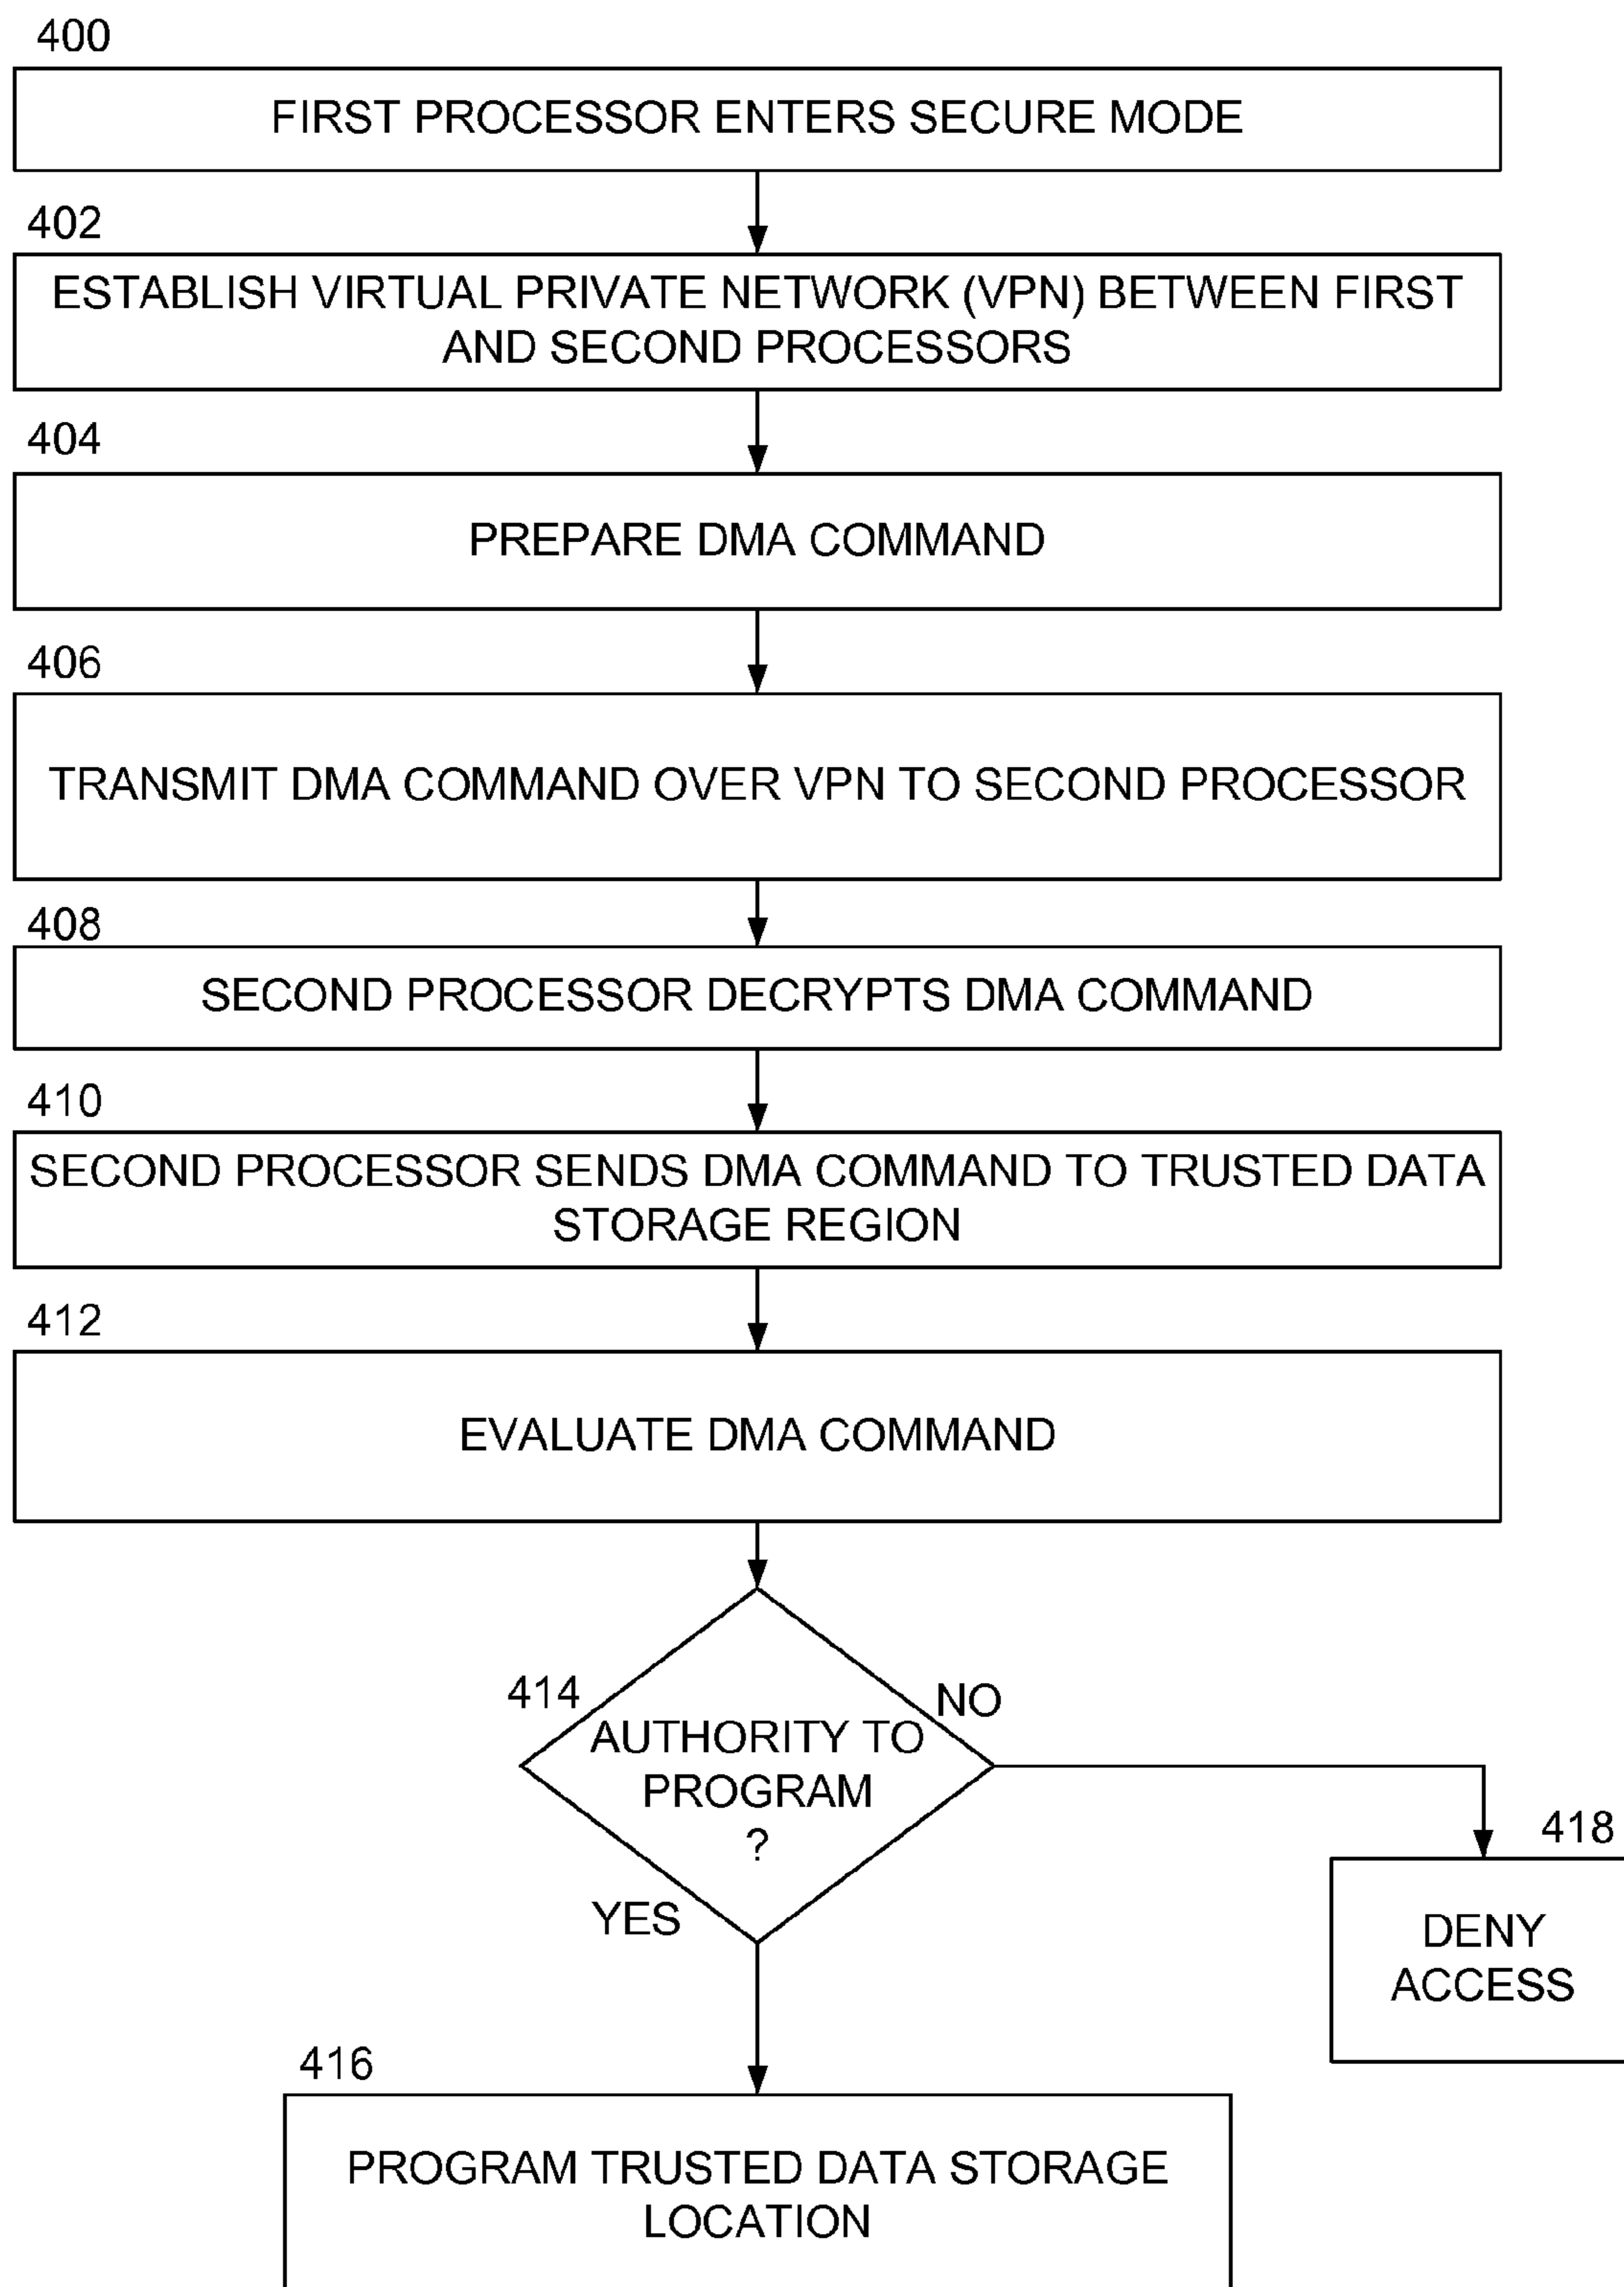 400
FIRST PROCESSOR ENTERS SECURE MODE
402
ESTABLISH VIRTUAL PRIVATE NETWORK (VPN) BETWEEN FIRST
AND SECOND PROCESSORS
404
PREPARE DMA COMMAND
406
TRANSMIT DMA COMMAND OVER VPN TO SECOND PROCESSOR
408
SECOND PROCESSOR DECRYPTS DMA COMMAND
410
SECOND PROCESSOR SENDS DMA COMMAND TO TRUSTED DATA
STORAGE REGION
412
EVALUATE DMA COMMAND
414
AUTHORITY TO
PROGRAM
?
NO
YES
418
DENY
ACCESS
416
PROGRAM TRUSTED DATA STORAGE
LOCATION